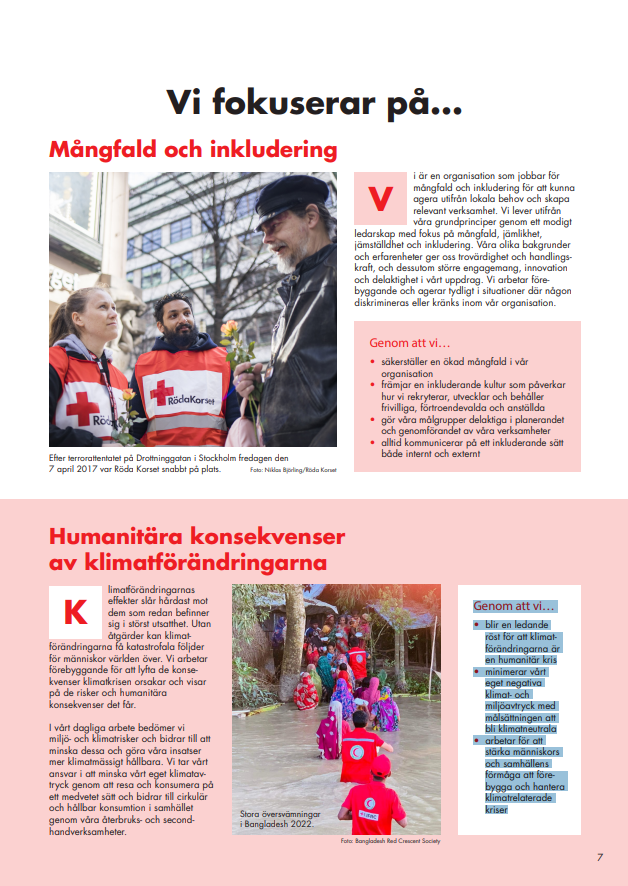 Vi fokuserar på…
Mångfald och inkludering
Vi är en organisation som jobbar för
mångfald och inkludering för att kunna
agera utifrån lokala behov och skapa
relevant verksamhet. Vi lever utifrån
våra grundprinciper genom ett modigt
ledarskap med fokus på mångfald, jämlikhet,
jämställdhet och inkludering. Våra olika bakgrunder
och erfarenheter ger oss trovärdighet och handlings-
kraft, och dessutom större engagemang, innovation
och delaktighet i vårt uppdrag. Vi arbetar före-
byggande och agerar tydligt i situationer där någon
diskrimineras eller kränks inom vår organisation.
Genom att vi…
• säkerställer en ökad mångfald i vår
organisation
• främjar en inkluderande kultur som påverkar
hur vi rekryterar, utvecklar och behåller
frivilliga, förtroendevalda och anställda
• gör våra målgrupper delaktiga i planerandet
och genomförandet av våra verksamheter
• alltid kommunicerar på ett inkluderande sätt
både internt och externt
RödaKorset
RödaKorset
Efter terrorattentatet på Drottninggatan i Stockholm fredagen den
7 april 2017 var Röda Korset snabbt på plats.
Foto: Niklas Björling/Röda Korset
Humanitära konsekvenser
av klimatförändringarna
Klimatförändringarnas
effekter slår hårdast mot
dem som redan befinner
sig i störst utsatthet. Utan
åtgärder kan klimat-
förändringarna få katastrofala följder
för människor världen över. Vi arbetar
förebyggande för att lyfta de konse-
kvenser klimatkrisen orsakar och visar
på de risker och humanitära
konsekvenser det får.
I vårt dagliga arbete bedömer vi
miljö- och klimatrisker och bidrar till att
minska dessa och göra våra insatser
mer klimatmässigt hållbara. Vi tar vårt
ansvar i att minska vårt eget klimatav-
tryck genom att resa och konsumera på
ett medvetet sätt och bidrar till cirkulär
och hållbar konsumtion i samhället
genom våra återbruks- och second-
handverksamheter.
Stora översvämningar
i Bangladesh 2022.
Foto: Bangladesh Red Crescent Society
Genom att vi…
• blir en ledande
röst för att klimat-
förändringarna är
en humanitär kris
• minimerar vårt
eget negativa
klimat- och
miljöavtryck med
målsättningen att
bli klimatneutrala
• arbetar för att
stärka människors
och samhällens
förmåga att före-
bygga och hantera
klimatrelaterade
kriser
7